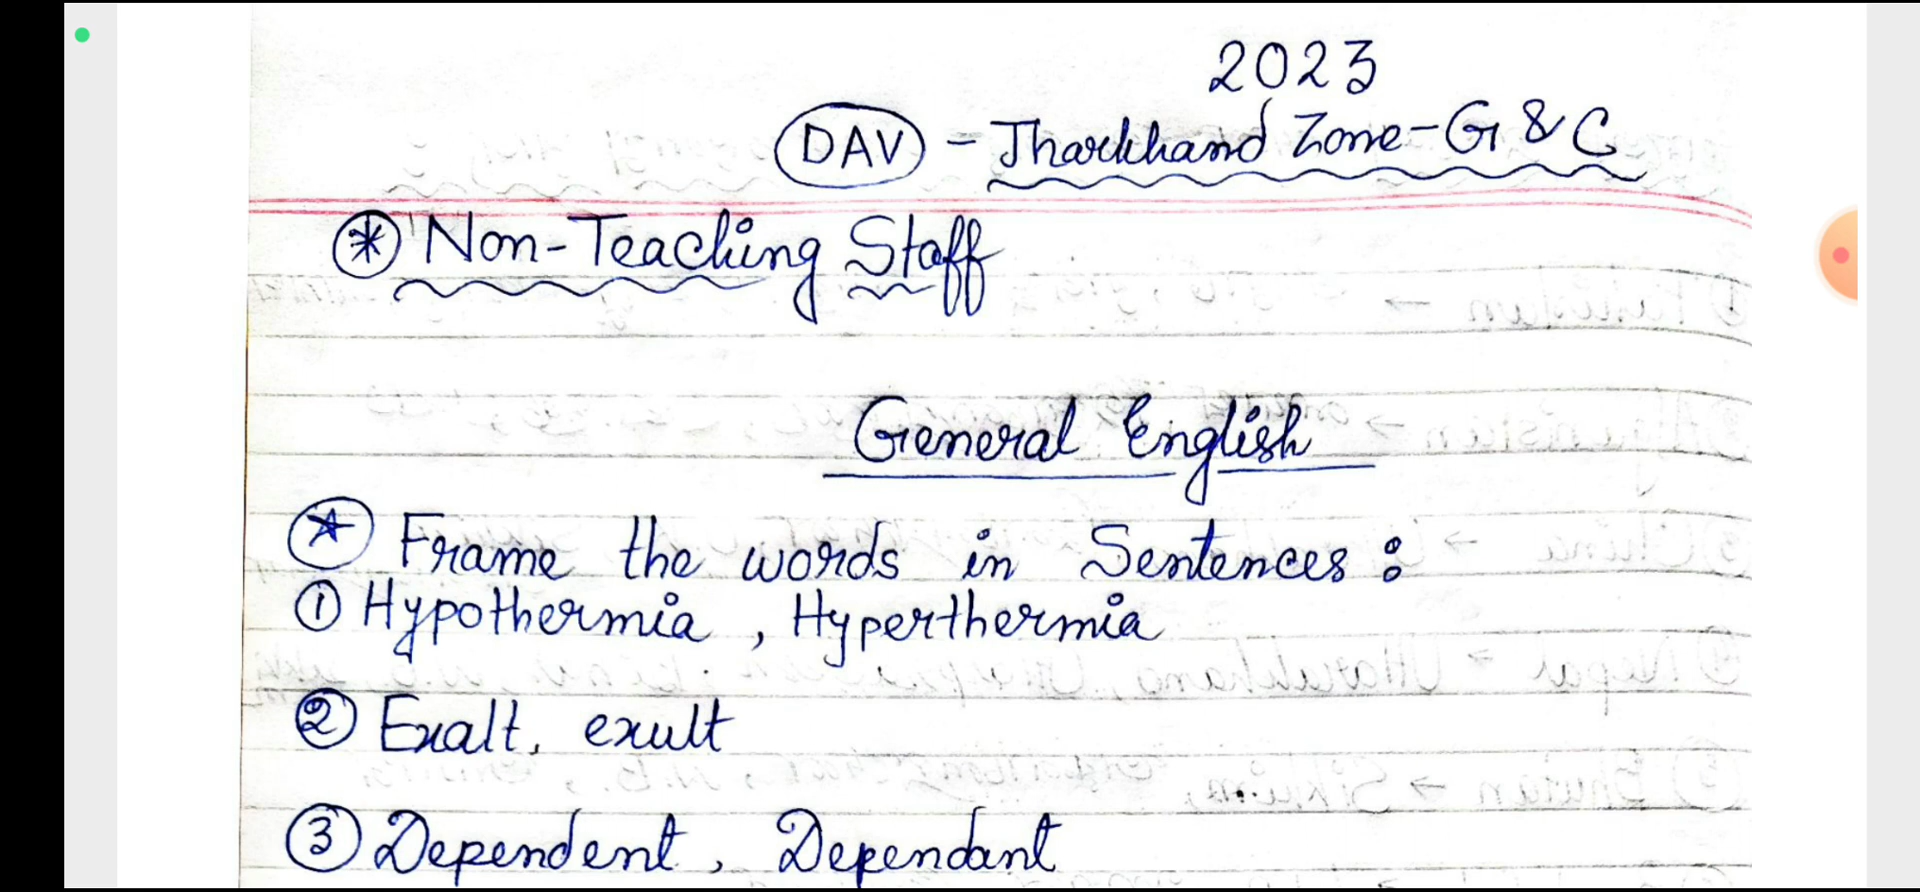 2023
DAV - Jharkhand Zone - G & C
* Non-Teaching Staff
General English
* Frame the words in Sentences :
① Hypothermia , Hyperthermia
② Exalt, exult
③ Dependent , Dependant